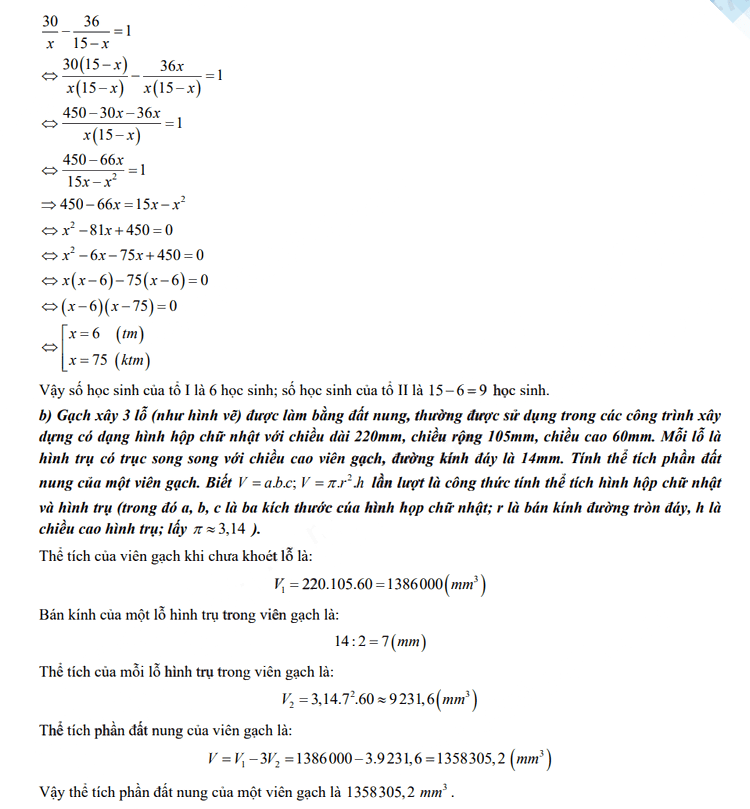 30/x − 36/(15−x) = 1
⇔ 30(15−x)/x(15−x) − 36x/x(15−x) = 1
⇔ (450−30x−36x)/x(15−x) = 1
⇔ (450−66x)/(15x−x²) = 1
⇒ 450−66x = 15x−x²
⇔ x²−81x+450 = 0
⇔ x²−6x−75x+450 = 0
⇔ x(x−6)−75(x−6) = 0
⇔ (x−6)(x−75) = 0
⇔ [x = 6 (tm)
x = 75 (ktm)
Vậy số học sinh của tổ I là 6 học sinh; số học sinh của tổ II là 15−6 = 9 học sinh.
b) Gạch xây 3 lỗ (như hình vẽ) được làm bằng đất nung, thường được sử dụng trong các công trình xây
dựng có dạng hình hộp chữ nhật với chiều dài 220mm, chiều rộng 105mm, chiều cao 60mm. Mỗi lỗ là
hình trụ có trục song song với chiều cao viên gạch, đường kính đáy là 14mm. Tính thể tích phần đất
nung của một viên gạch. Biết V = a.b.c; V = π.r².h lần lượt là công thức tính thể tích hình hộp chữ nhật
và hình trụ (trong đó a, b, c là ba kích thước cúa hình hợp chữ nhật; r là bán kính đường tròn đáy, h là
chiều cao hình trụ; lấy π ≈ 3,14 ).
Thể tích của viên gạch khi chưa khoét lỗ là:
V₁ = 220.105.60 = 1386000(mm³)
Bán kính của một lỗ hình trụ trong viên gạch là:
14 : 2 = 7(mm)
Thể tích của mỗi lỗ hình trụ trong viên gạch là:
V₂ = 3,14.7².60 ≈ 9231,6(mm³)
Thể tích phần đất nung của viên gạch là:
V = V₁ −3V₂ = 1386000−3.9231,6 = 1358305,2 (mm³)
Vậy thể tích phần đất nung của một viên gạch là 1358305,2 mm³ .